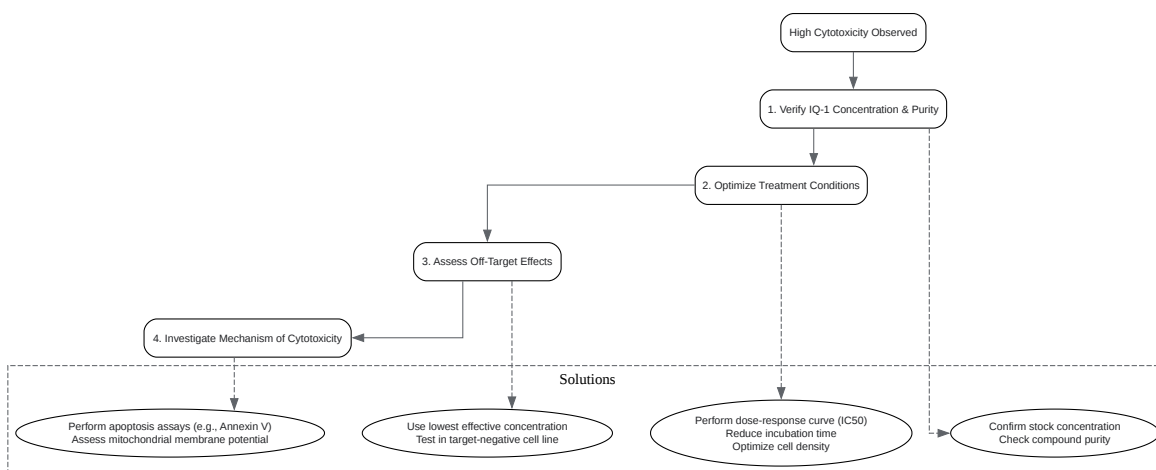 High Cytotoxicity Observed
1. Verify IQ-1 Concentration & Purity
2. Optimize Treatment Conditions
3. Assess Off-Target Effects
4. Investigate Mechanism of Cytotoxicity
Solutions
Perform apoptosis assays (e.g., Annexin V)
Assess mitochondrial membrane potential
Use lowest effective concentration
Test in target-negative cell line
Perform dose-response curve (IC50)
Reduce incubation time
Optimize cell density
Confirm stock concentration
Check compound purity